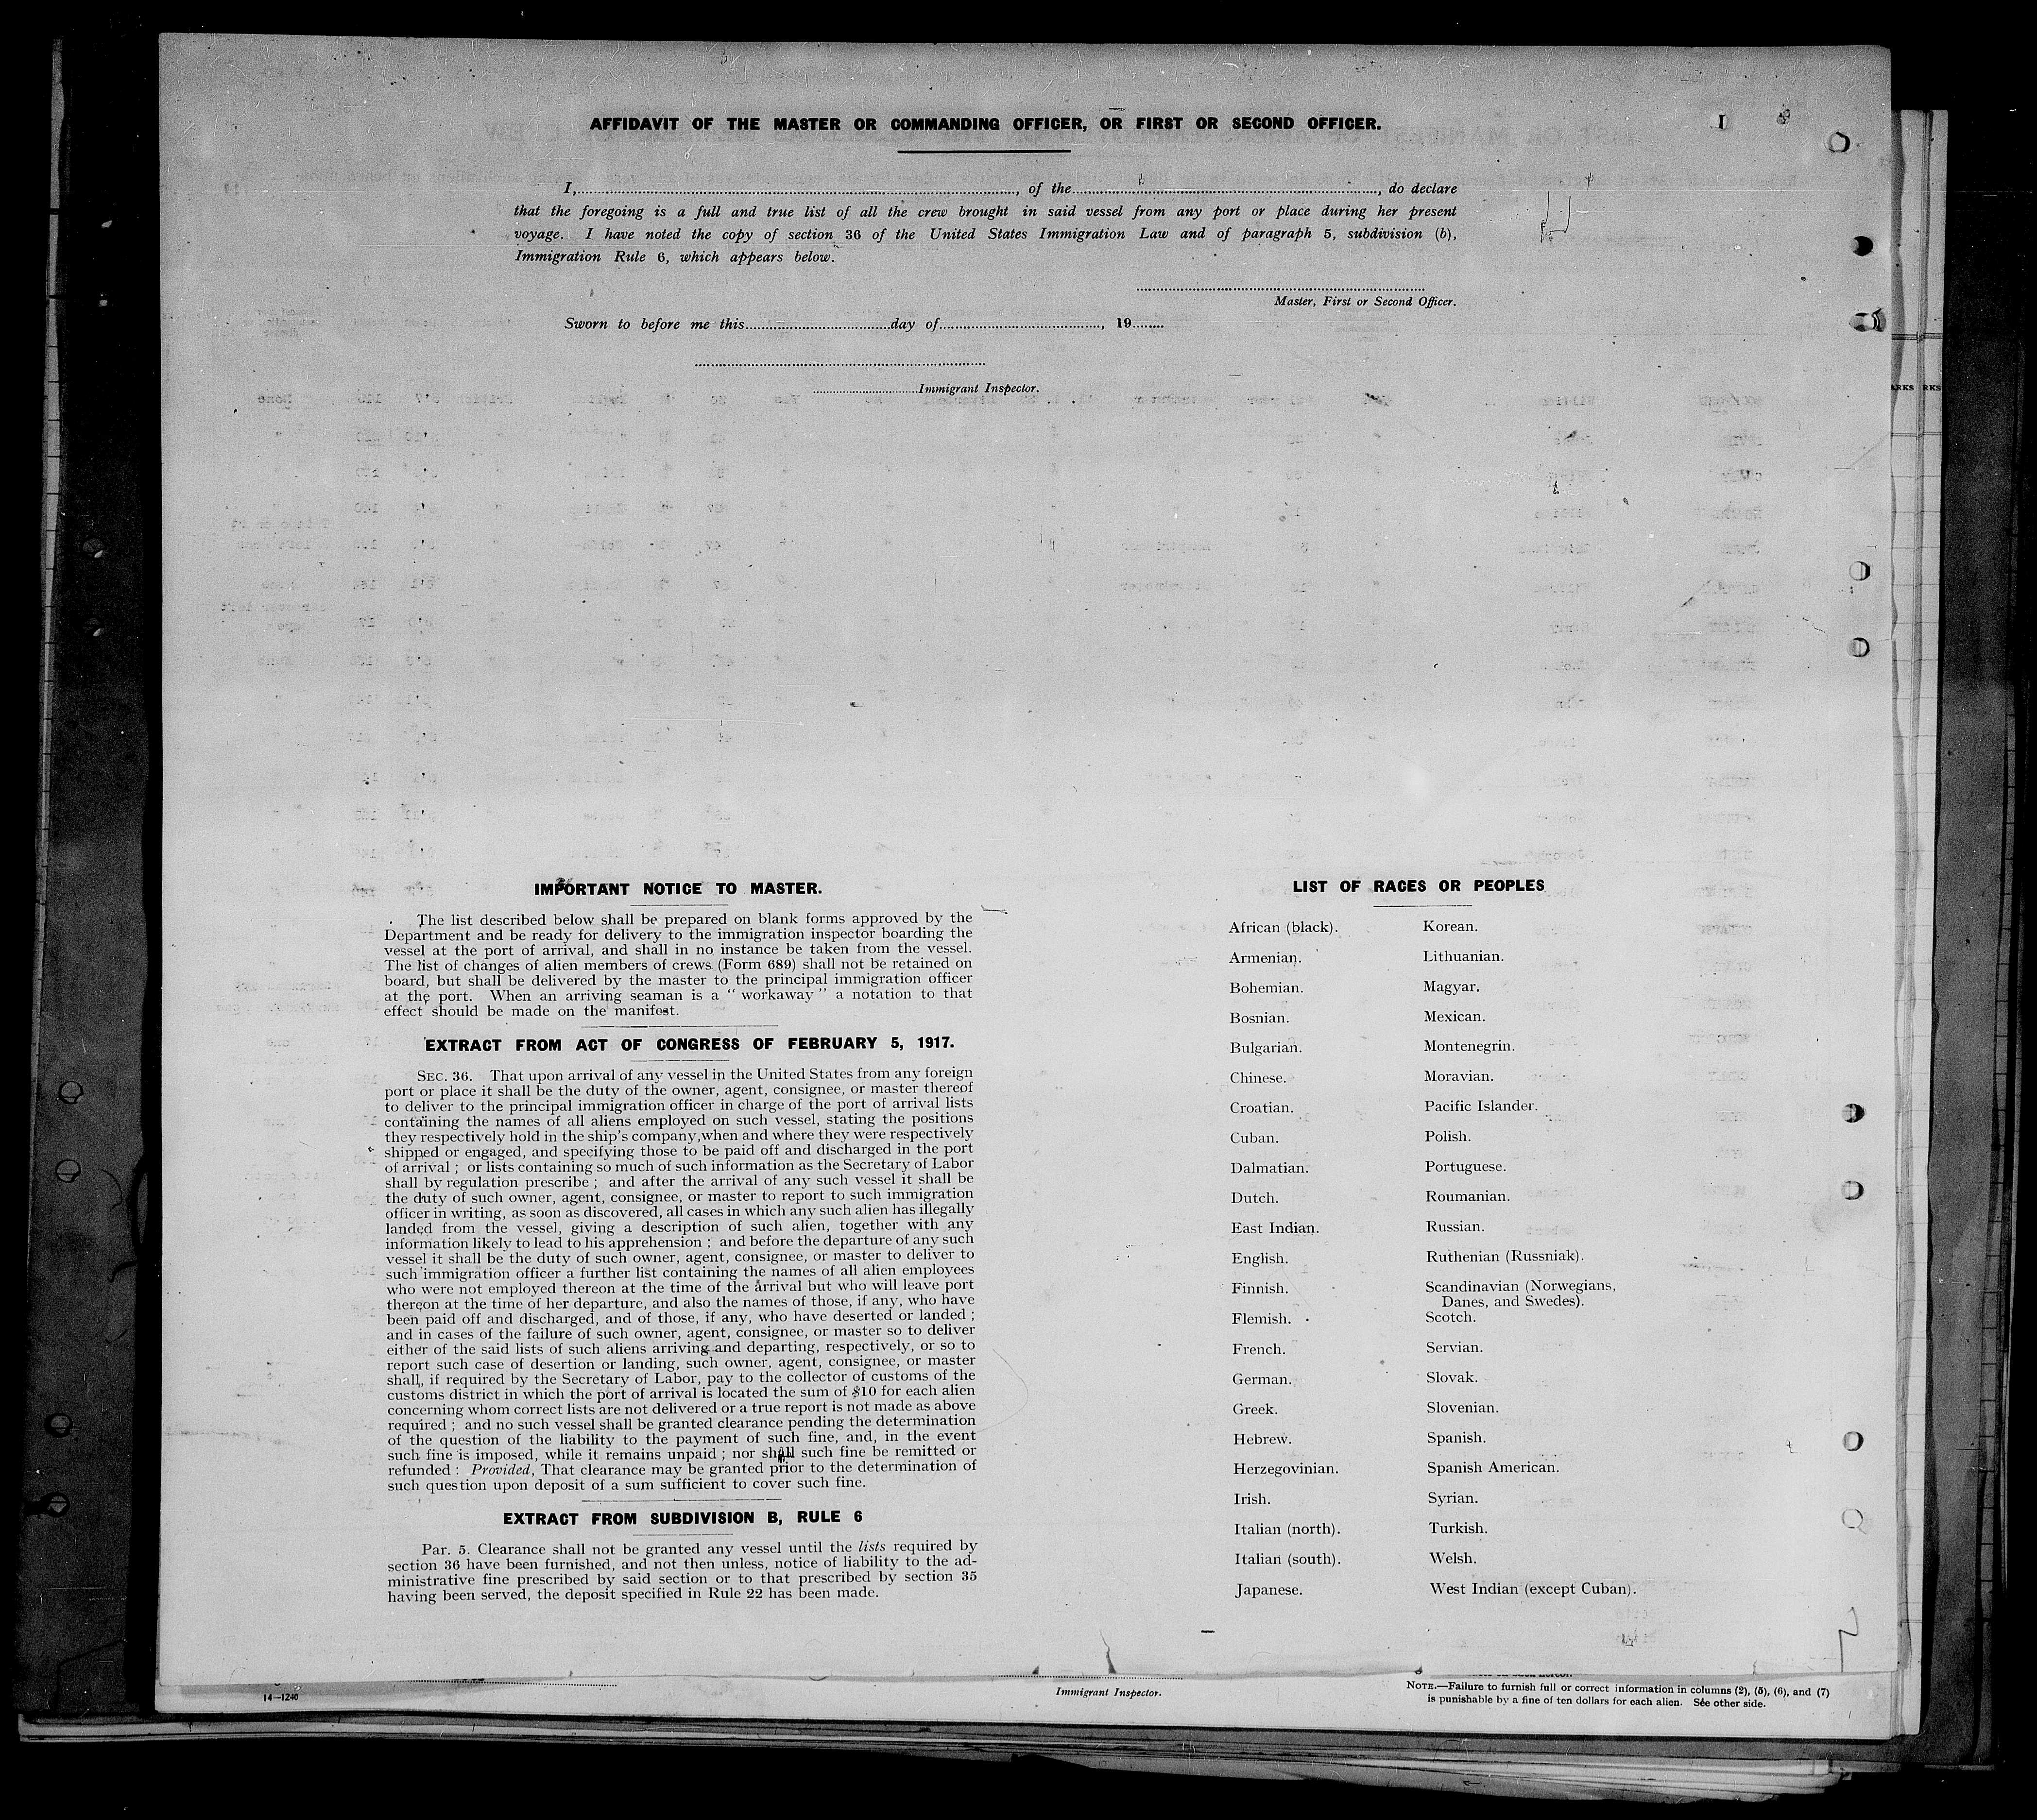 AFFIDAVIT OF THE MASTER OR COMMANDING OFFICER, OR FIRST OR SECOND OFFICER.
I
I,............, of the............, do declare
that the foregoing is a full and true list of all the crew brought in said vessel from any port or place during her present
voyage. I have noted the copy of section 36 of the United States Immigration Law and of paragraph 5, subdivision (b),
Immigration Rule 6, which appears below.
Master, First or Second Officer.
Sworn to before me this............day of............, 19........
............Immigrant Inspector.
ARKS RKS
IMPORTANT NOTICE TO MASTER.
The list described below shall be prepared on blank forms approved by the
Department and be ready for delivery to the immigration inspector boarding the
vessel at the port of arrival, and shall in no instance be taken from the vessel.
The list of changes of alien members of crews (Form 689) shall not be retained on
board, but shall be delivered by the master to the principal immigration officer
at the port. When an arriving seaman is a "workaway" a notation to that
effect should be made on the manifest.
EXTRACT FROM ACT OF CONGRESS OF FEBRUARY 5, 1917.
SEC. 36. That upon arrival of any vessel in the United States from any foreign
port or place it shall be the duty of the owner, agent, consignee, or master thereof
to deliver to the principal immigration officer in charge of the port of arrival lists
containing the names of all aliens employed on such vessel, stating the positions
they respectively hold in the ship's company, when and where they were respectively
shipped or engaged, and specifying those to be paid off and discharged in the port
of arrival; or lists containing so much of such information as the Secretary of Labor
shall by regulation prescribe; and after the arrival of any such vessel it shall be
the duty of such owner, agent, consignee, or master to report to such immigration
officer in writing, as soon as discovered, all cases in which any such alien has illegally
landed from the vessel, giving a description of such alien, together with any
information likely to lead to his apprehension; and before the departure of any such
vessel it shall be the duty of such owner, agent, consignee, or master to deliver to
such immigration officer a further list containing the names of all alien employees
who were not employed thereon at the time of the arrival but who will leave port
thereon at the time of her departure, and also the names of those, if any, who have
been paid off and discharged, and of those, if any, who have deserted or landed;
and in cases of the failure of such owner, agent, consignee, or master so to deliver
either of the said lists of such aliens arriving and departing, respectively, or so to
report such case of desertion or landing, such owner, agent, consignee, or master
shall, if required by the Secretary of Labor, pay to the collector of customs of the
customs district in which the port of arrival is located the sum of $10 for each alien
concerning whom correct lists are not delivered or a true report is not made as above
required; and no such vessel shall be granted clearance pending the determination
of the question of the liability to the payment of such fine, and, in the event
such fine is imposed, while it remains unpaid; nor shall such fine be remitted or
refunded: Provided, That clearance may be granted prior to the determination of
such question upon deposit of a sum sufficient to cover such fine.
EXTRACT FROM SUBDIVISION B, RULE 6
Par. 5. Clearance shall not be granted any vessel until the lists required by
section 36 have been furnished, and not then unless, notice of liability to the ad-
ministrative fine prescribed by said section or to that prescribed by section 35
having been served, the deposit specified in Rule 22 has been made.
LIST OF RACES OR PEOPLES
African (black).
Armenian.
Bohemian.
Bosnian.
Bulgarian.
Chinese.
Croatian.
Cuban.
Dalmatian.
Dutch.
East Indian.
English.
Finnish.
Flemish.
French.
German.
Greek.
Hebrew.
Herzegovinian.
Irish.
Italian (north).
Italian (south).
Japanese.
Korean.
Lithuanian.
Magyar.
Mexican.
Montenegrin.
Moravian.
Pacific Islander.
Polish.
Portuguese.
Roumanian.
Russian.
Ruthenian (Russniak).
Scandinavian (Norwegians,
Danes, and Swedes).
Scotch.
Servian.
Slovak.
Slovenian.
Spanish.
Spanish American.
Syrian.
Turkish.
Welsh.
West Indian (except Cuban).
14—1240
Immigrant Inspector.
NOTE.—Failure to furnish full or correct information in columns (2), (5), (6), and (7)
is punishable by a fine of ten dollars for each alien. See other side.